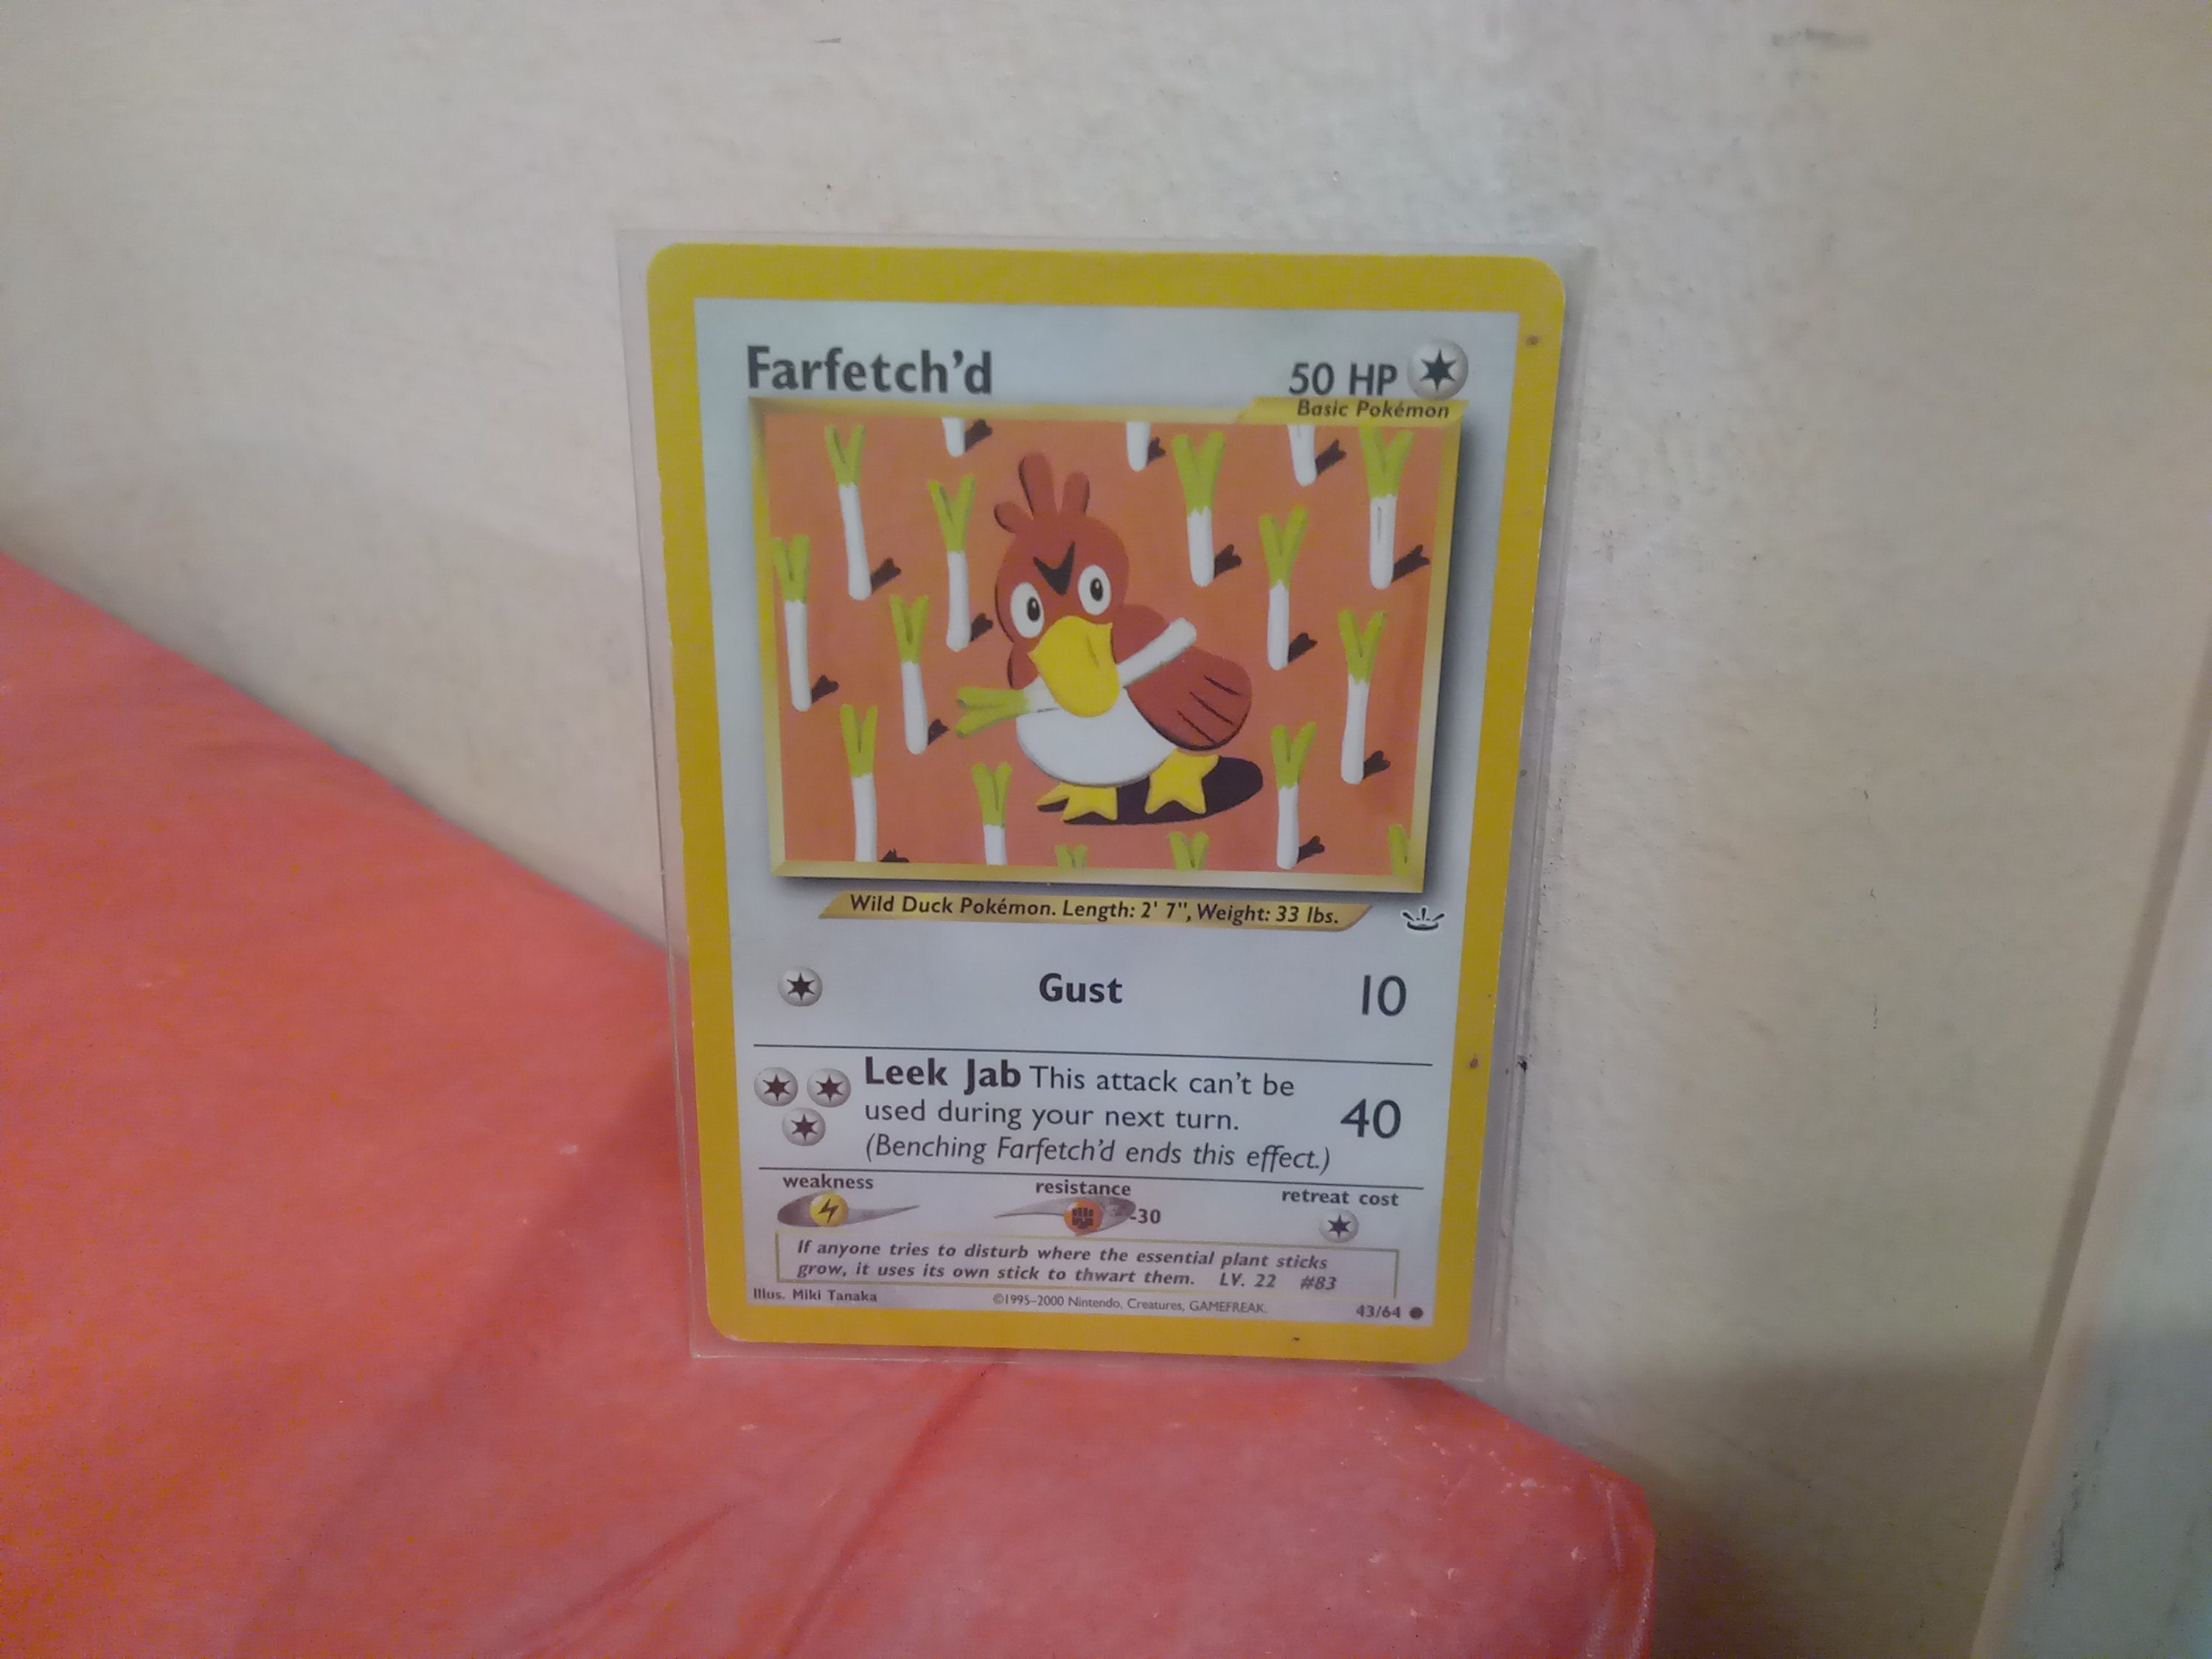 Farfetch'd
50 HP
Basic Pokémon
Wild Duck Pokémon. Length: 2' 7", Weight: 33 lbs.
Gust 10
Leek Jab This attack can't be
used during your next turn.
(Benching Farfetch'd ends this effect.)
40
weakness
resistance
-30
retreat cost
If anyone tries to disturb where the essential plant sticks
grow, it uses its own stick to thwart them. LV. 22 #83
Illus. Miki Tanaka
©1995–2000 Nintendo, Creatures, GAMEFREAK.
43/64